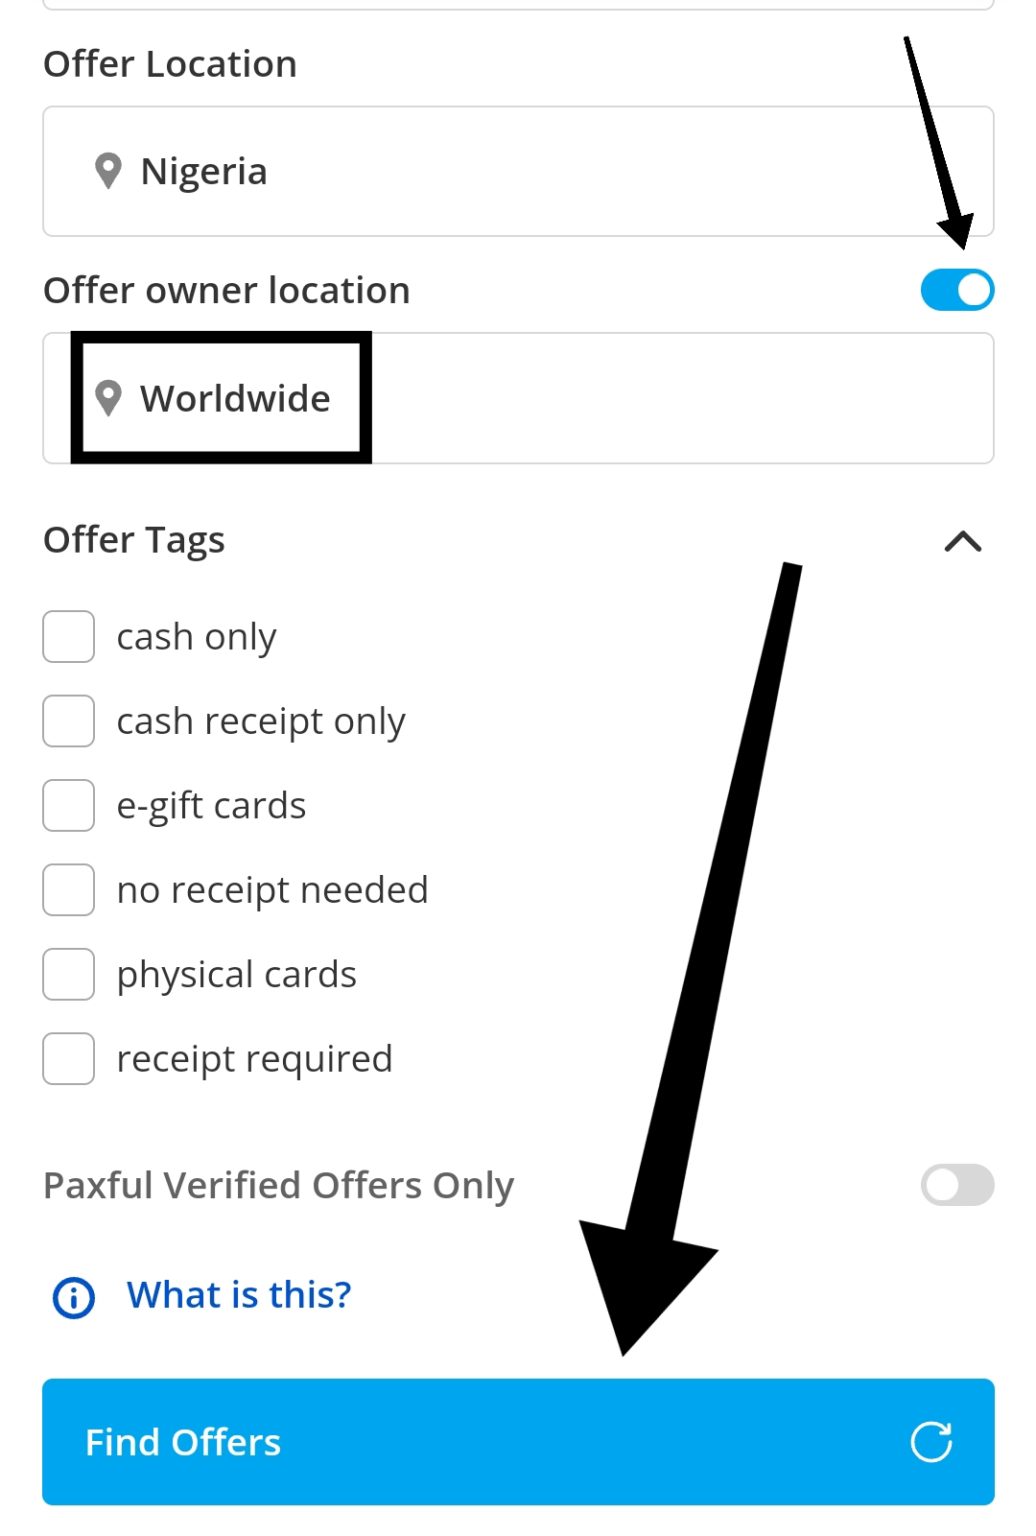 Offer Location
Nigeria
Offer owner location
Worldwide
Offer Tags
cash only
cash receipt only
e-gift cards
no receipt needed
physical cards
receipt required
Paxful Verified Offers Only
What is this?
Find Offers